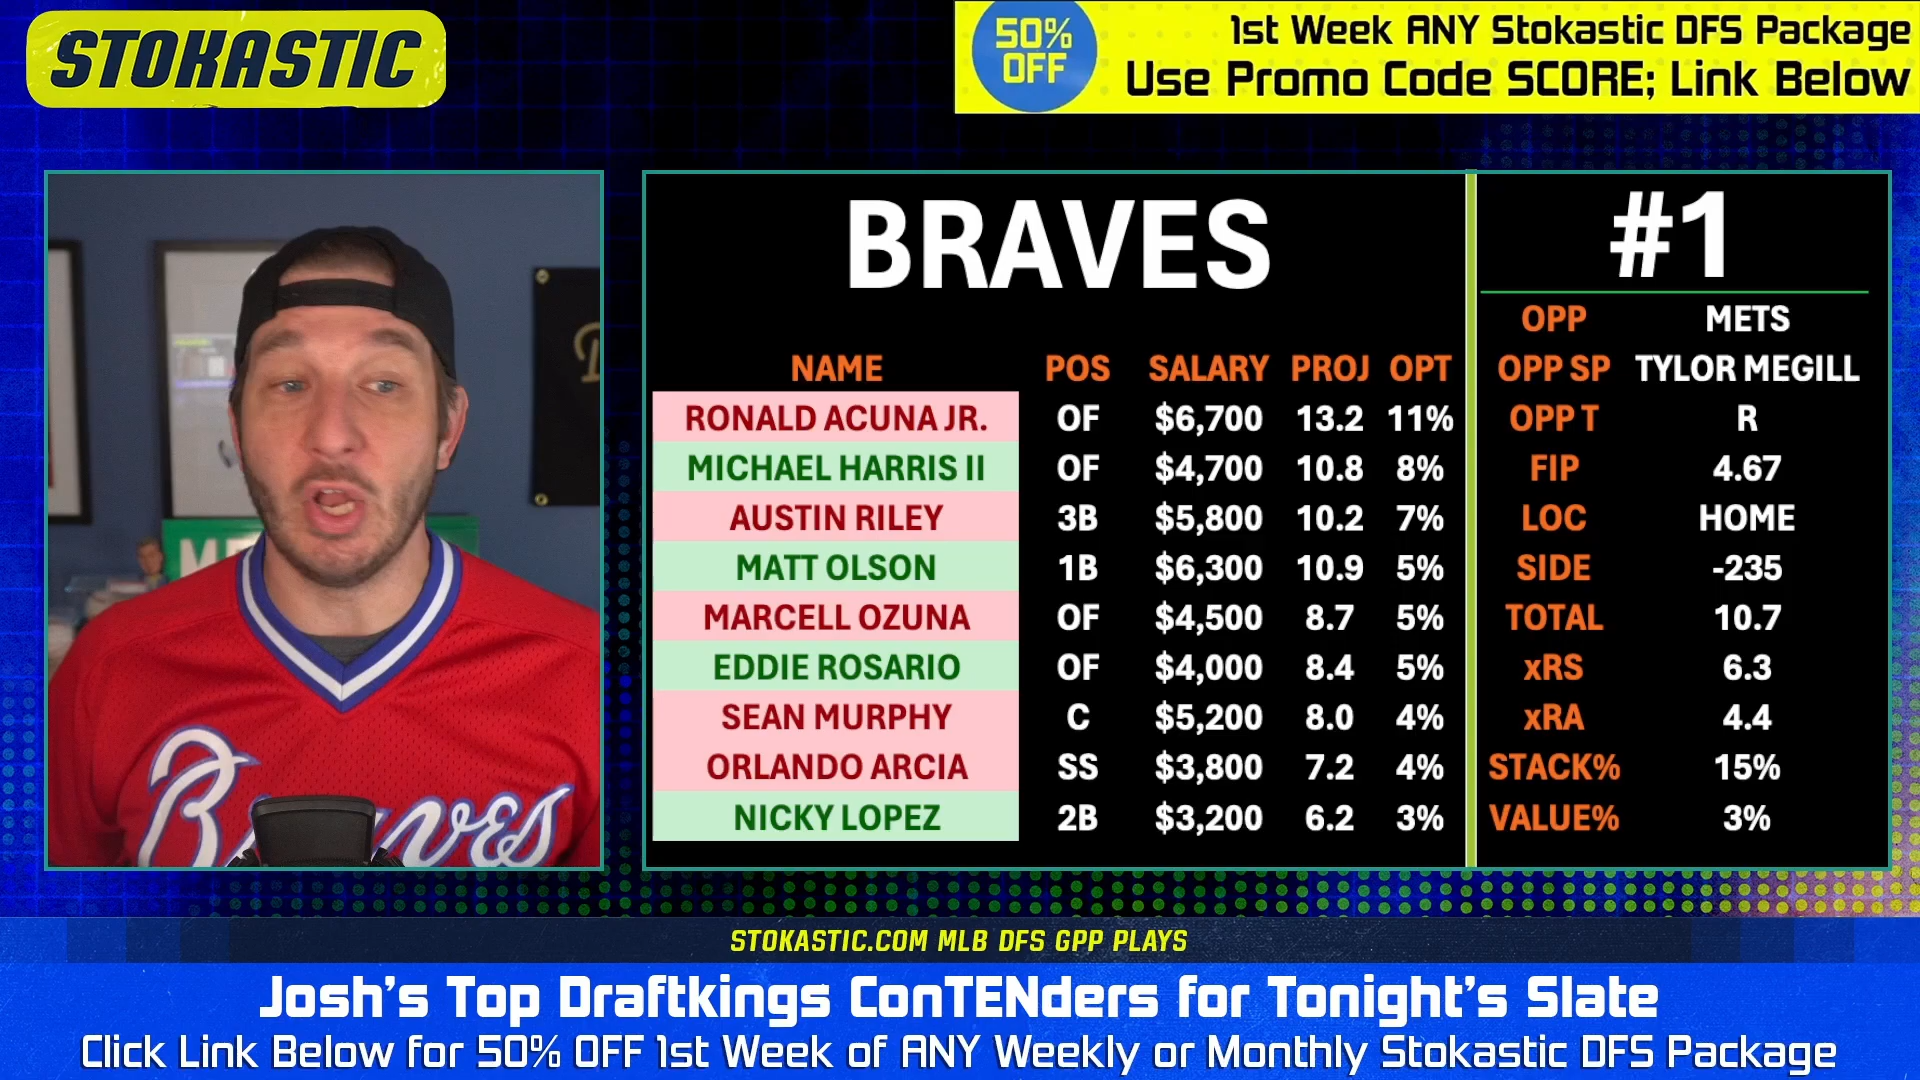 STOKASTIC
50% OFF
1st Week ANY Stokastic DFS Package
Use Promo Code SCORE; Link Below
BRAVES
NAME POS SALARY PROJ OPT
RONALD ACUNA JR. OF $6,700 13.2 11%
MICHAEL HARRIS II OF $4,700 10.8 8%
AUSTIN RILEY 3B $5,800 10.2 7%
MATT OLSON 1B $6,300 10.9 5%
MARCELL OZUNA OF $4,500 8.7 5%
EDDIE ROSARIO OF $4,000 8.4 5%
SEAN MURPHY C $5,200 8.0 4%
ORLANDO ARCIA SS $3,800 7.2 4%
NICKY LOPEZ 2B $3,200 6.2 3%
#1
OPP METS
OPP SP TYLOR MEGILL
OPP T R
FIP 4.67
LOC HOME
SIDE -235
TOTAL 10.7
xRS 6.3
xRA 4.4
STACK% 15%
VALUE% 3%
Braves
STOKASTIC.COM MLB DFS GPP PLAYS
Josh's Top Draftkings ConTENders for Tonight's Slate
Click Link Below for 50% OFF 1st Week of ANY Weekly or Monthly Stokastic DFS Package